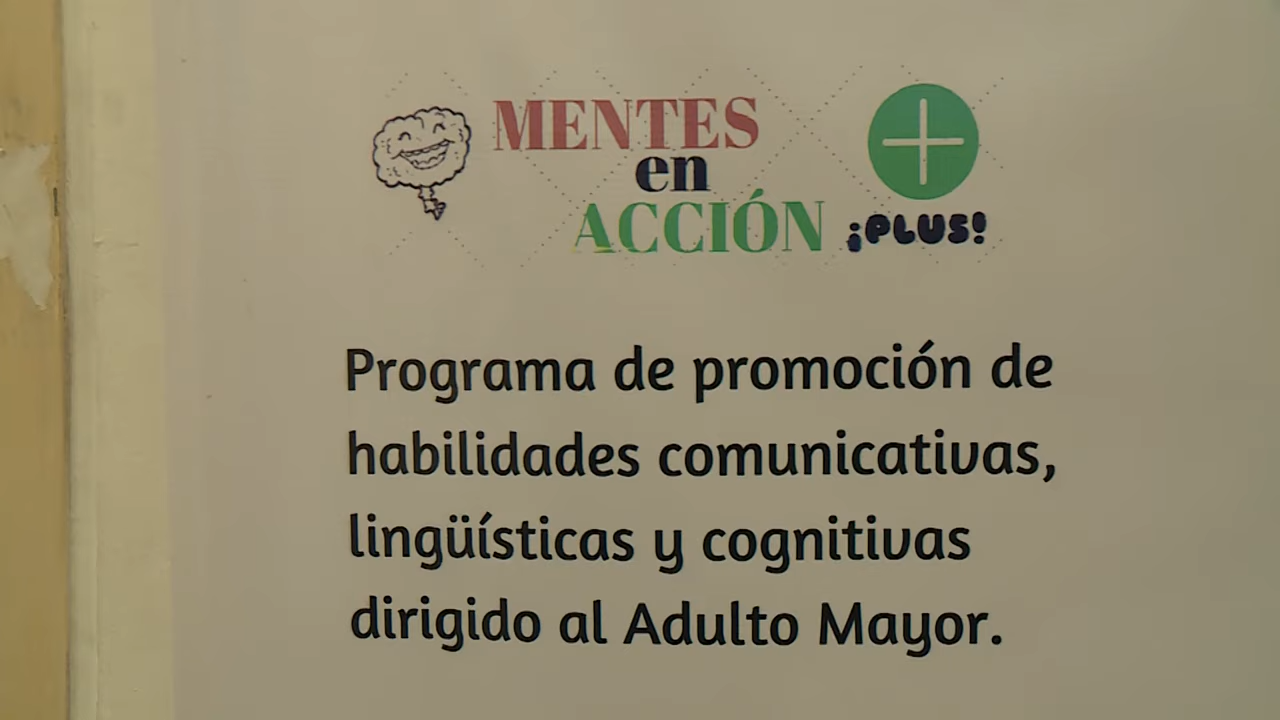 MENTES
en
ACCIÓN ¡PLUS!
Programa de promoción de
habilidades comunicativas,
lingüísticas y cognitivas
dirigido al Adulto Mayor.